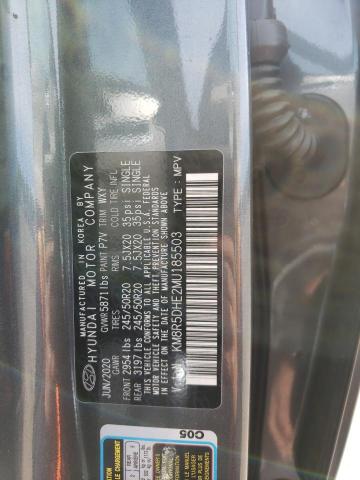 MANUFACTURED IN KOREA BY
HYUNDAI MOTOR COMPANY
JUN/2020 GVWR 5871lbs PAINT P7V TRIM WXY
GAWR TIRES RIMS COLD TIRE INFL
FRONT 2954lbs 245/50R20 7.5JX20 35psi SINGLE
REAR 3197lbs 245/50R20 7.5JX20 35psi SINGLE
THIS VEHICLE CONFORMS TO ALL APPLICABLE U.S.A. FEDERAL
MOTOR VEHICLE SAFETY AND THEFT PREVENTION STANDARDS
IN EFFECT ON THE DATE OF MANUFACTURE SHOWN ABOVE.
KM8R5DHE2MU185503 TYPE: MPV
C05
LE CHARGEMENT